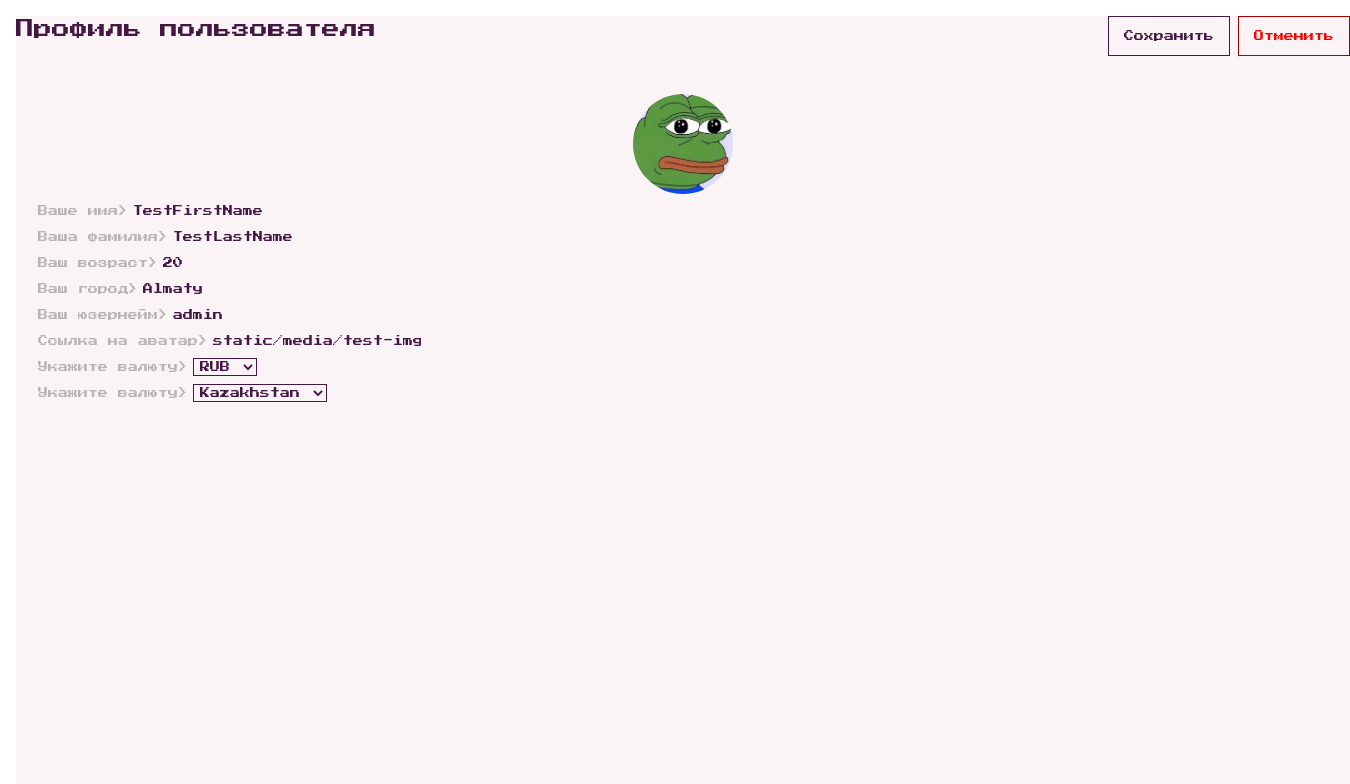 Профиль пользователя
Сохранить
Отменить
Ваше имя> TestFirstName
Ваша фамилия> TestLastName
Ваш возраст> 20
Ваш город> Almaty
Ваш юзернейм> admin
Ссылка на аватар> static/media/test-img
Укажите валюту> RUB
Укажите валюту> Kazakhstan